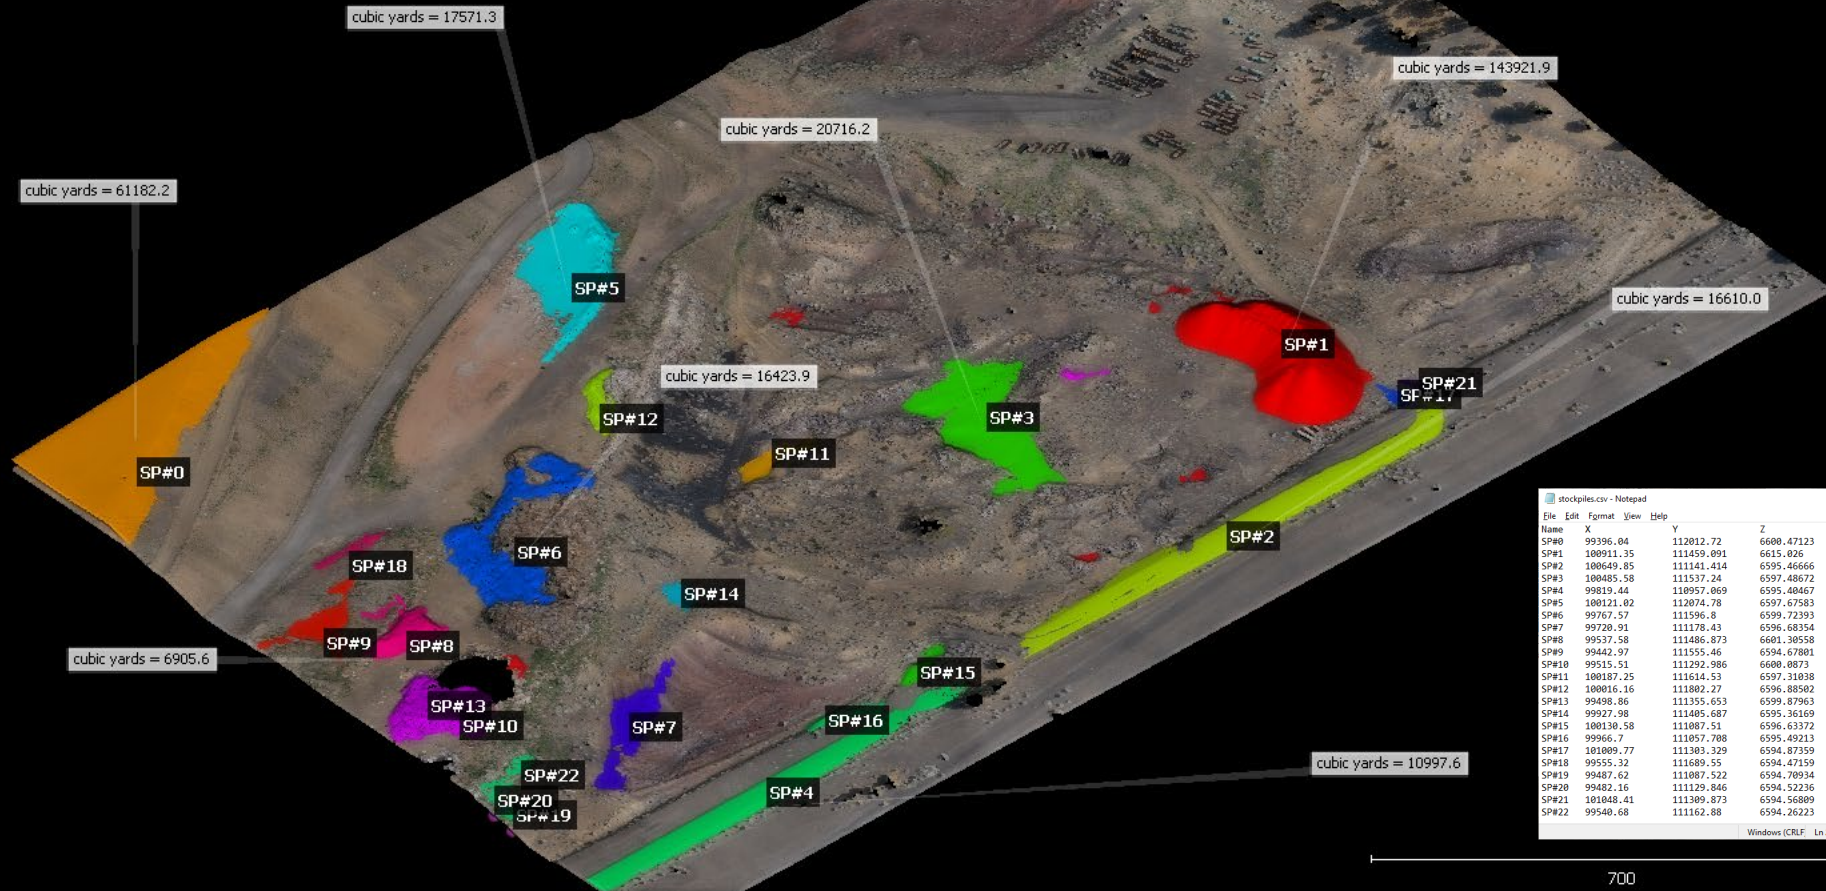 cubic yards = 17571.3
cubic yards = 143921.9
cubic yards = 20716.2
cubic yards = 61182.2
SP#5
cubic yards = 16610.0
SP#1
cubic yards = 16423.9
SP#21
SP#17
SP#12
SP#3
SP#11
SP#0
SP#2
SP#6
SP#18
SP#14
SP#9
SP#8
cubic yards = 6905.6
SP#15
SP#13
SP#10
SP#16
SP#7
cubic yards = 10997.6
SP#22
SP#4
SP#20
SP#19
stockpiles.csv - Notepad
File Edit Format View Help
Name X Y Z
SP#0 99396.04 112012.72 6600.47123
SP#1 100911.35 111459.091 6615.026
SP#2 100649.85 111141.414 6595.46666
SP#3 100485.58 111537.24 6597.48672
SP#4 99819.44 110957.069 6595.40467
SP#5 100121.02 112074.78 6597.67583
SP#6 99767.57 111596.8 6599.72393
SP#7 99720.91 111178.43 6596.68354
SP#8 99537.58 111486.873 6601.30558
SP#9 99442.97 111555.46 6594.67801
SP#10 99515.51 111292.986 6600.0873
SP#11 100187.25 111614.53 6597.31038
SP#12 100016.16 111802.27 6596.88502
SP#13 99498.86 111355.653 6599.87963
SP#14 99927.98 111405.687 6595.36169
SP#15 100130.58 111087.51 6596.63372
SP#16 99966.7 111057.708 6595.49213
SP#17 101009.77 111303.329 6594.87359
SP#18 99555.32 111689.55 6594.47159
SP#19 99487.62 111087.522 6594.70934
SP#20 99482.16 111129.846 6594.52236
SP#21 101048.41 111309.873 6594.56809
SP#22 99540.68 111162.88 6594.26223
Windows (CRLF Ln
700